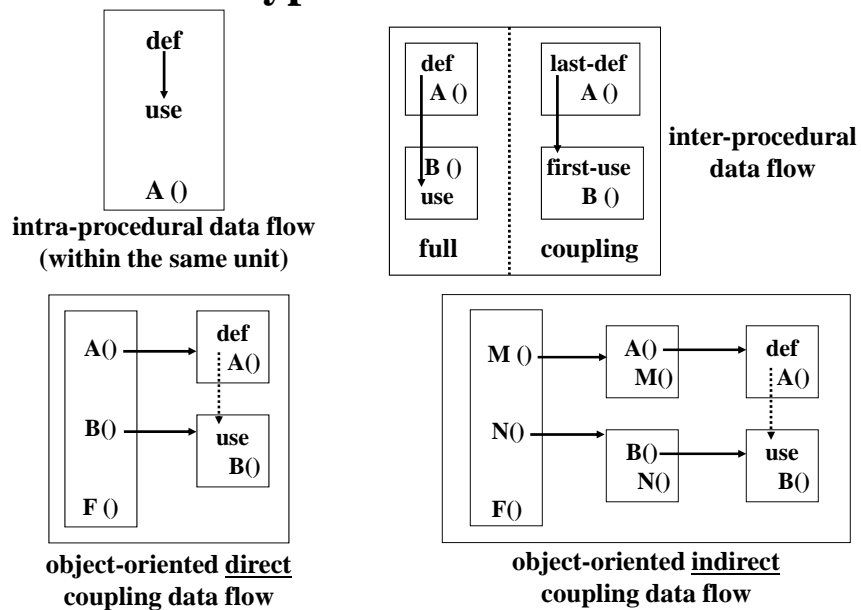 def
use
A ()
intra-procedural data flow
(within the same unit)
def
A ()
B ()
use
full
last-def
A ()
first-use
B ()
coupling
inter-procedural
data flow
A()
B()
F ()
def
A()
use
B()
object-oriented direct
coupling data flow
M ()
N()
F()
A()
M()
B()
N()
def
A()
use
B()
object-oriented indirect
coupling data flow